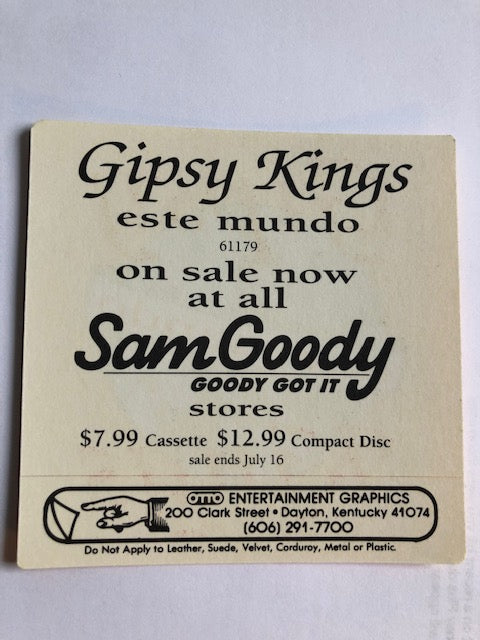 Gipsy Kings
este mundo
61179
on sale now
at all
Sam Goody
GOODY GOT IT
stores
$7.99 Cassette $12.99 Compact Disc
sale ends July 16
OTTO ENTERTAINMENT GRAPHICS
200 Clark Street • Dayton, Kentucky 41074
(606) 291-7700
Do Not Apply to Leather, Suede, Velvet, Corduroy, Metal or Plastic.